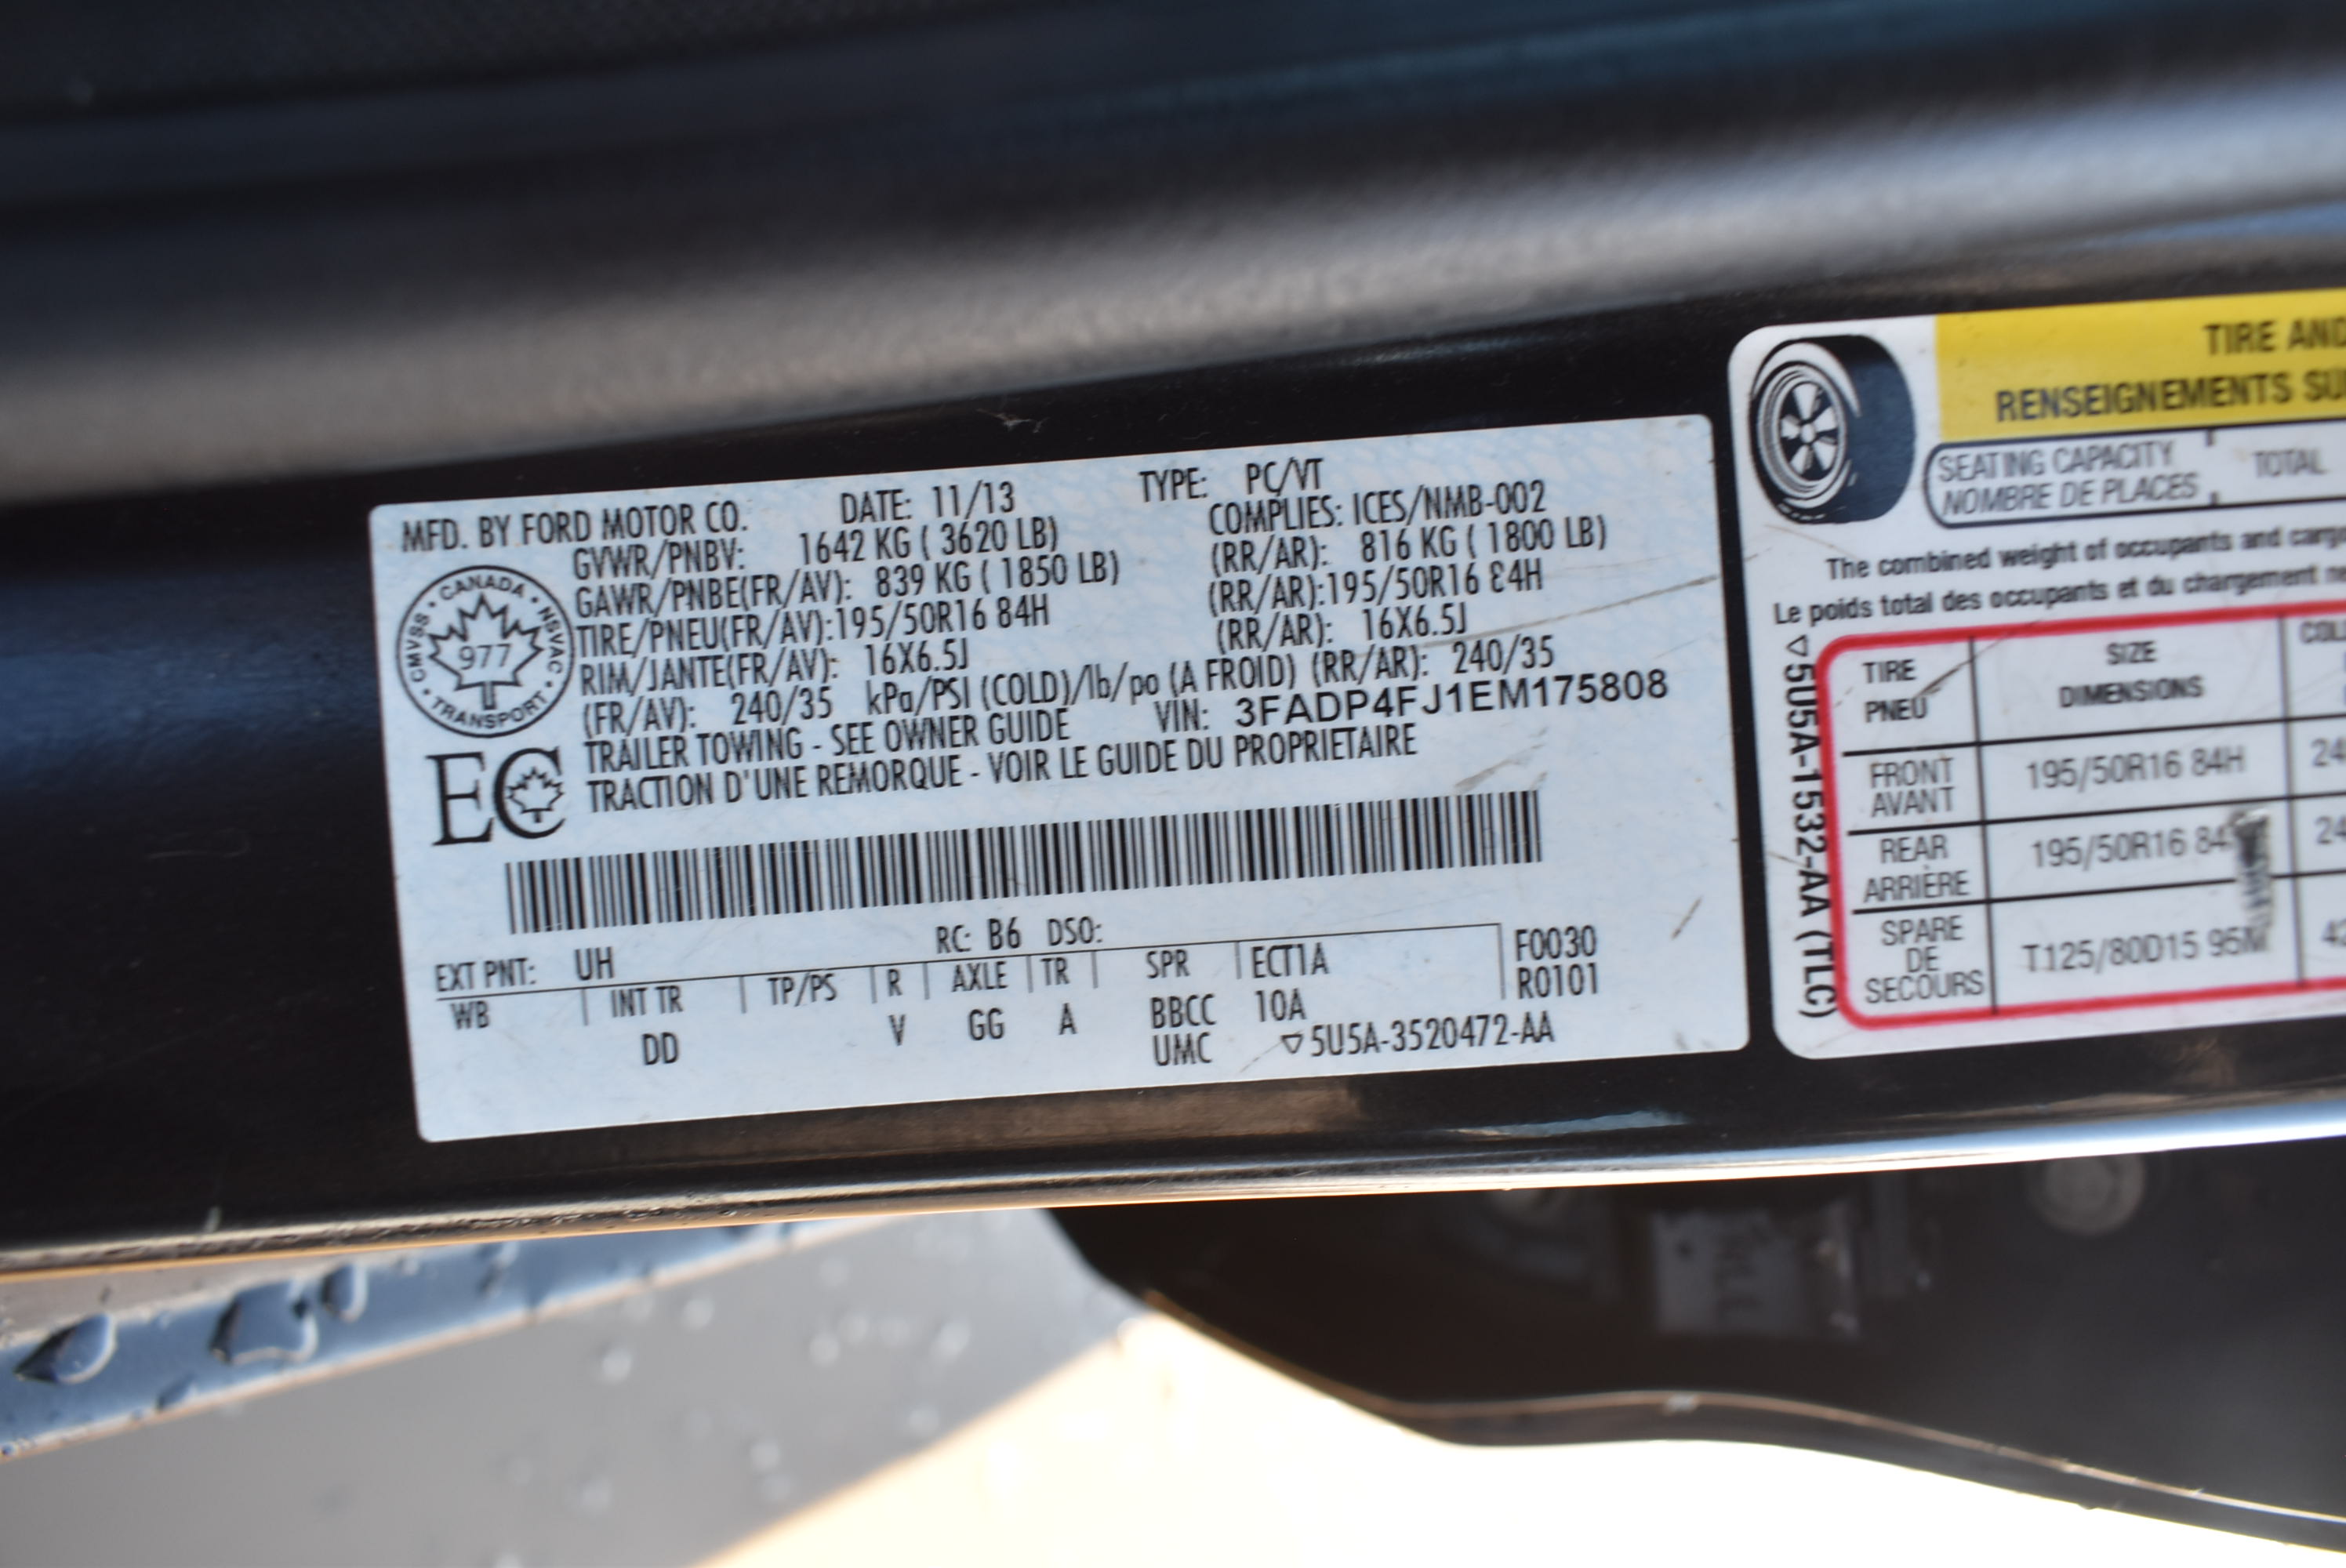 MFD. BY FORD MOTOR CO. DATE: 11/13 TYPE: PC/VT
GVWR/PNBV: 1642 KG ( 3620 LB) COMPLIES: ICES/NMB-002
GAWR/PNBE(FR/AV): 839 KG ( 1850 LB) (RR/AR): 816 KG ( 1800 LB)
TIRE/PNEU(FR/AV):195/50R16 84H (RR/AR):195/50R16 84H
RIM/JANTE(FR/AV): 16X6.5J (RR/AR): 16X6.5J
(FR/AV): 240/35 kPa/PSI (COLD)/lb/po (A FROID) (RR/AR): 240/35
TRAILER TOWING - SEE OWNER GUIDE VIN: 3FADP4FJ1EM175808
TRACTION D'UNE REMORQUE - VOIR LE GUIDE DU PROPRIETAIRE
CANADA • NSVAC • TRANSPORT • CMVSS •
977
EC
EXT PNT: UH RC: B6 DSO:
WB INT TR TP/PS R AXLE TR SPR ECT1A F0030
DD V GG A BBCC 10A R0101
UMC ▽5U5A-3520472-AA
TIRE AND
RENSEIGNEMENTS SU
SEATING CAPACITY TOTAL
NOMBRE DE PLACES
The combined weight of occupants and carg
Le poids total des occupants et du chargement ne
▽5U5A-1532-AA (TLC)
TIRE SIZE COL
PNEU DIMENSIONS
FRONT 195/50R16 84H 24
AVANT
REAR 195/50R16 84 24
ARRIÈRE
SPARE T125/80D15 95M 42
DE
SECOURS